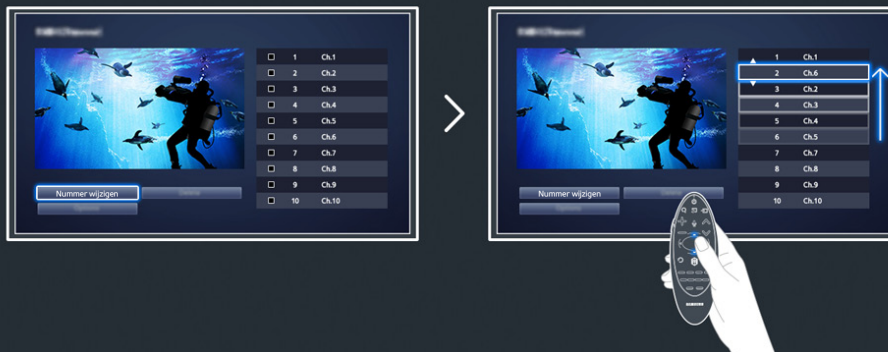 1 Ch.1
2 Ch.2
3 Ch.3
4 Ch.4
5 Ch.5
6 Ch.6
7 Ch.7
8 Ch.8
9 Ch.9
10 Ch.10
Nummer wijzigen
1 Ch.1
2 Ch.6
3 Ch.2
4 Ch.3
5 Ch.4
6 Ch.5
7 Ch.7
8 Ch.8
9 Ch.9
10 Ch.10
Nummer wijzigen